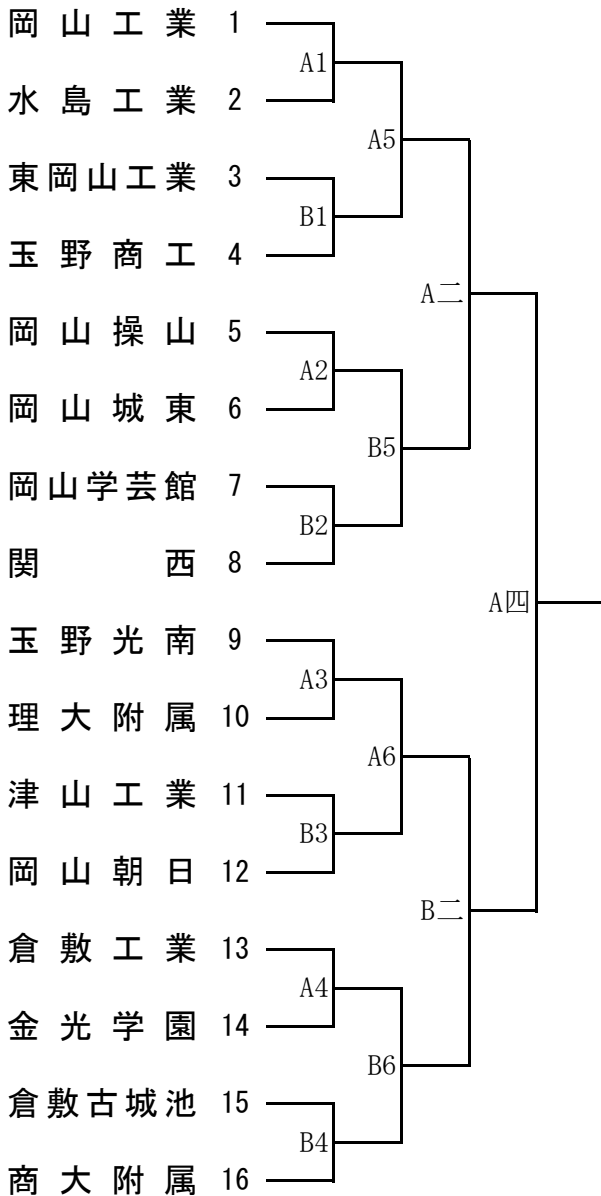 岡山工業 1
A1
水島工業 2
A5
東岡山工業 3
B1
玉野商工 4
A二
岡山操山 5
A2
岡山城東 6
B5
岡山学芸館 7
B2
関西 8
A四
玉野光南 9
A3
理大附属 10
A6
津山工業 11
B3
岡山朝日 12
B二
倉敷工業 13
A4
金光学園 14
B6
倉敷古城池 15
B4
商大附属 16